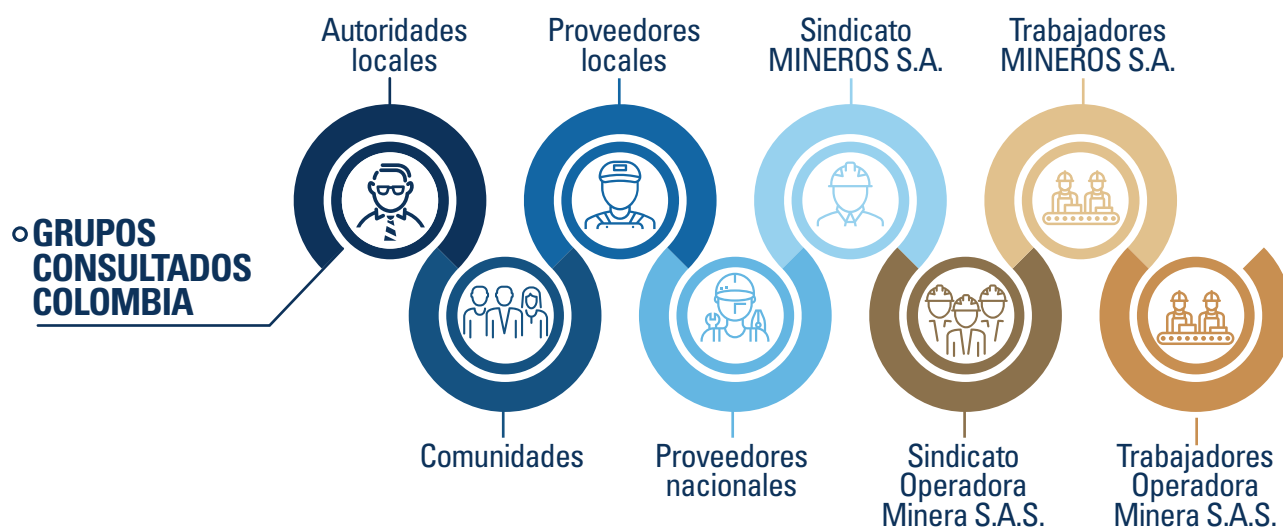 Autoridades
locales
Proveedores
locales
Sindicato
MINEROS S.A.
Trabajadores
MINEROS S.A.
GRUPOS
CONSULTADOS
COLOMBIA
Comunidades
Proveedores
nacionales
Sindicato
Operadora
Minera S.A.S.
Trabajadores
Operadora
Minera S.A.S.